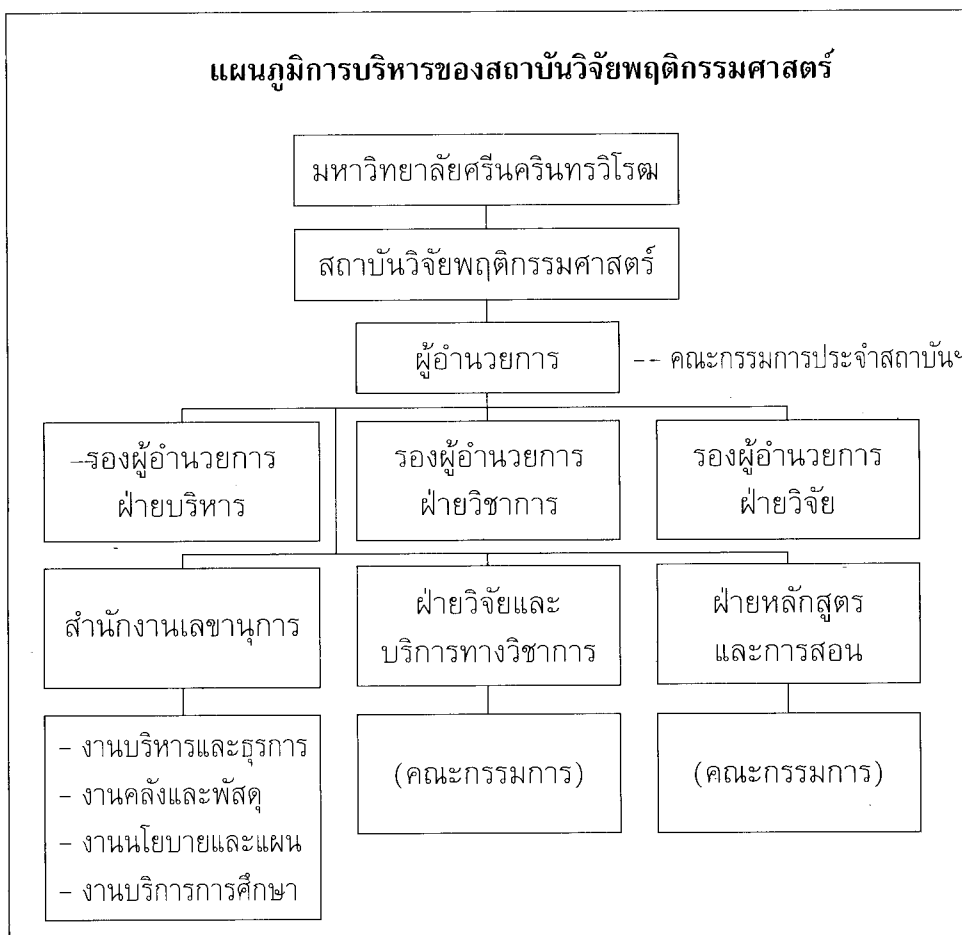 แผนภูมิการบริหารของสถาบันวิจัยพฤติกรรมศาสตร์
มหาวิทยาลัยศรีนครินทรวิโรฒ
สถาบันวิจัยพฤติกรรมศาสตร์
ผู้อำนวยการ
-- คณะกรรมการประจำสถาบันฯ
รองผู้อำนวยการ
ฝ่ายบริหาร
รองผู้อำนวยการ
ฝ่ายวิชาการ
รองผู้อำนวยการ
ฝ่ายวิจัย
สำนักงานเลขานุการ
ฝ่ายวิจัยและ
บริการทางวิชาการ
ฝ่ายหลักสูตร
และการสอน
- งานบริหารและธุรการ
- งานคลังและพัสดุ
- งานนโยบายและแผน
- งานบริการการศึกษา
(คณะกรรมการ)
(คณะกรรมการ)